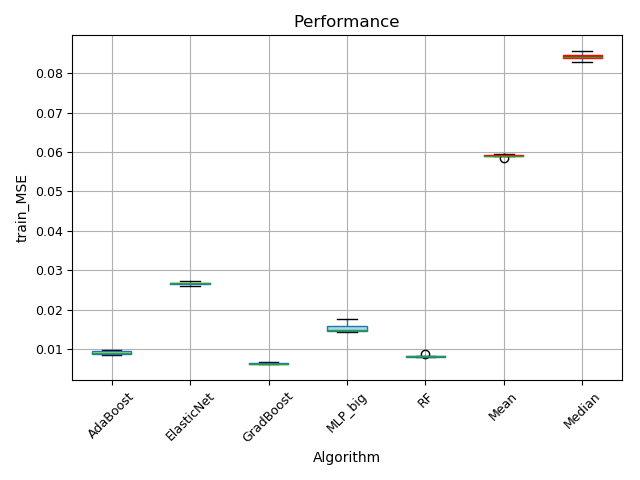 Performance
train_MSE
0.08
0.07
0.06
0.05
0.04
0.03
0.02
0.01
AdaBoost
ElasticNet
GradBoost
MLP_big
RF
Mean
Median
Algorithm